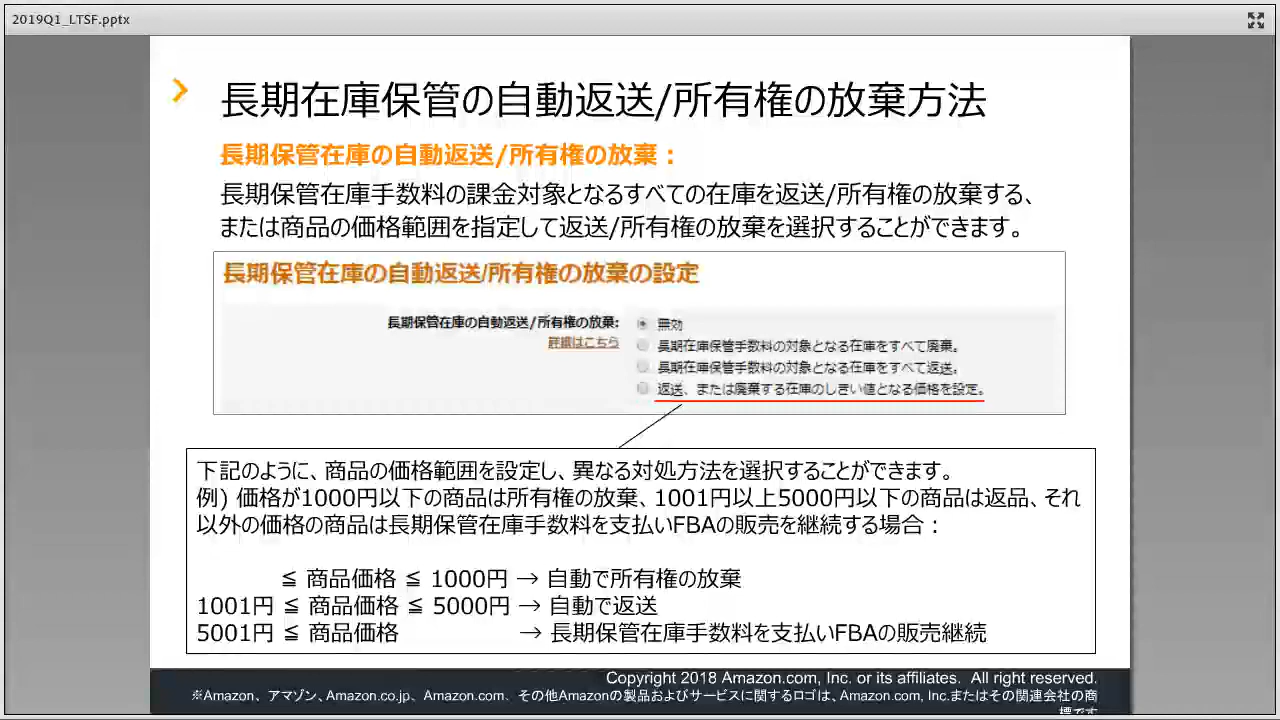 2019Q1_LTSF.pptx
長期在庫保管の自動返送/所有権の放棄方法
長期保管在庫の自動返送/所有権の放棄：
長期保管在庫手数料の課金対象となるすべての在庫を返送/所有権の放棄する、
または商品の価格範囲を指定して返送/所有権の放棄を選択することができます。
長期保管在庫の自動返送/所有権の放棄の設定
長期保管在庫の自動返送/所有権の放棄:
詳細はこちら
無効
長期在庫保管手数料の対象となる在庫をすべて廃棄。
長期在庫保管手数料の対象となる在庫をすべて返送。
返送、または廃棄する在庫のしきい値となる価格を設定。
下記のように、商品の価格範囲を設定し、異なる対処方法を選択することができます。
例) 価格が1000円以下の商品は所有権の放棄、1001円以上5000円以下の商品は返品、それ
以外の価格の商品は長期保管在庫手数料を支払いFBAの販売を継続する場合：
≦ 商品価格 ≦ 1000円 → 自動で所有権の放棄
1001円 ≦ 商品価格 ≦ 5000円 → 自動で返送
5001円 ≦ 商品価格 → 長期保管在庫手数料を支払いFBAの販売継続
Copyright 2018 Amazon.com, Inc. or its affiliates. All right reserved.
※Amazon、アマゾン、Amazon.co.jp、Amazon.com、その他Amazonの製品およびサービスに関するロゴは、Amazon.com, Inc.またはその関連会社の商
標です